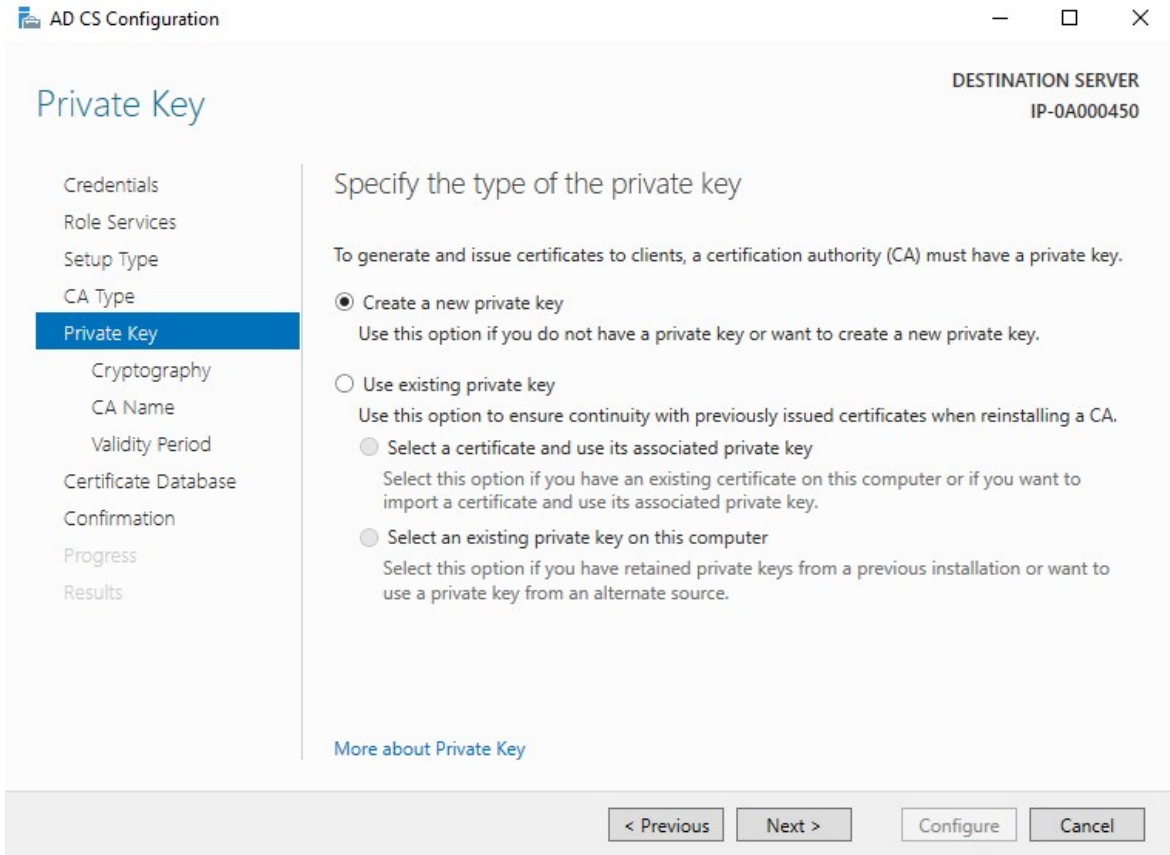 AD CS Configuration
Private Key
DESTINATION SERVER
IP-0A000450
Credentials
Role Services
Setup Type
CA Type
Private Key
Cryptography
CA Name
Validity Period
Certificate Database
Confirmation
Progress
Results
Specify the type of the private key
To generate and issue certificates to clients, a certification authority (CA) must have a private key.
Create a new private key
Use this option if you do not have a private key or want to create a new private key.
Use existing private key
Use this option to ensure continuity with previously issued certificates when reinstalling a CA.
Select a certificate and use its associated private key
Select this option if you have an existing certificate on this computer or if you want to
import a certificate and use its associated private key.
Select an existing private key on this computer
Select this option if you have retained private keys from a previous installation or want to
use a private key from an alternate source.
More about Private Key
< Previous
Next >
Configure
Cancel